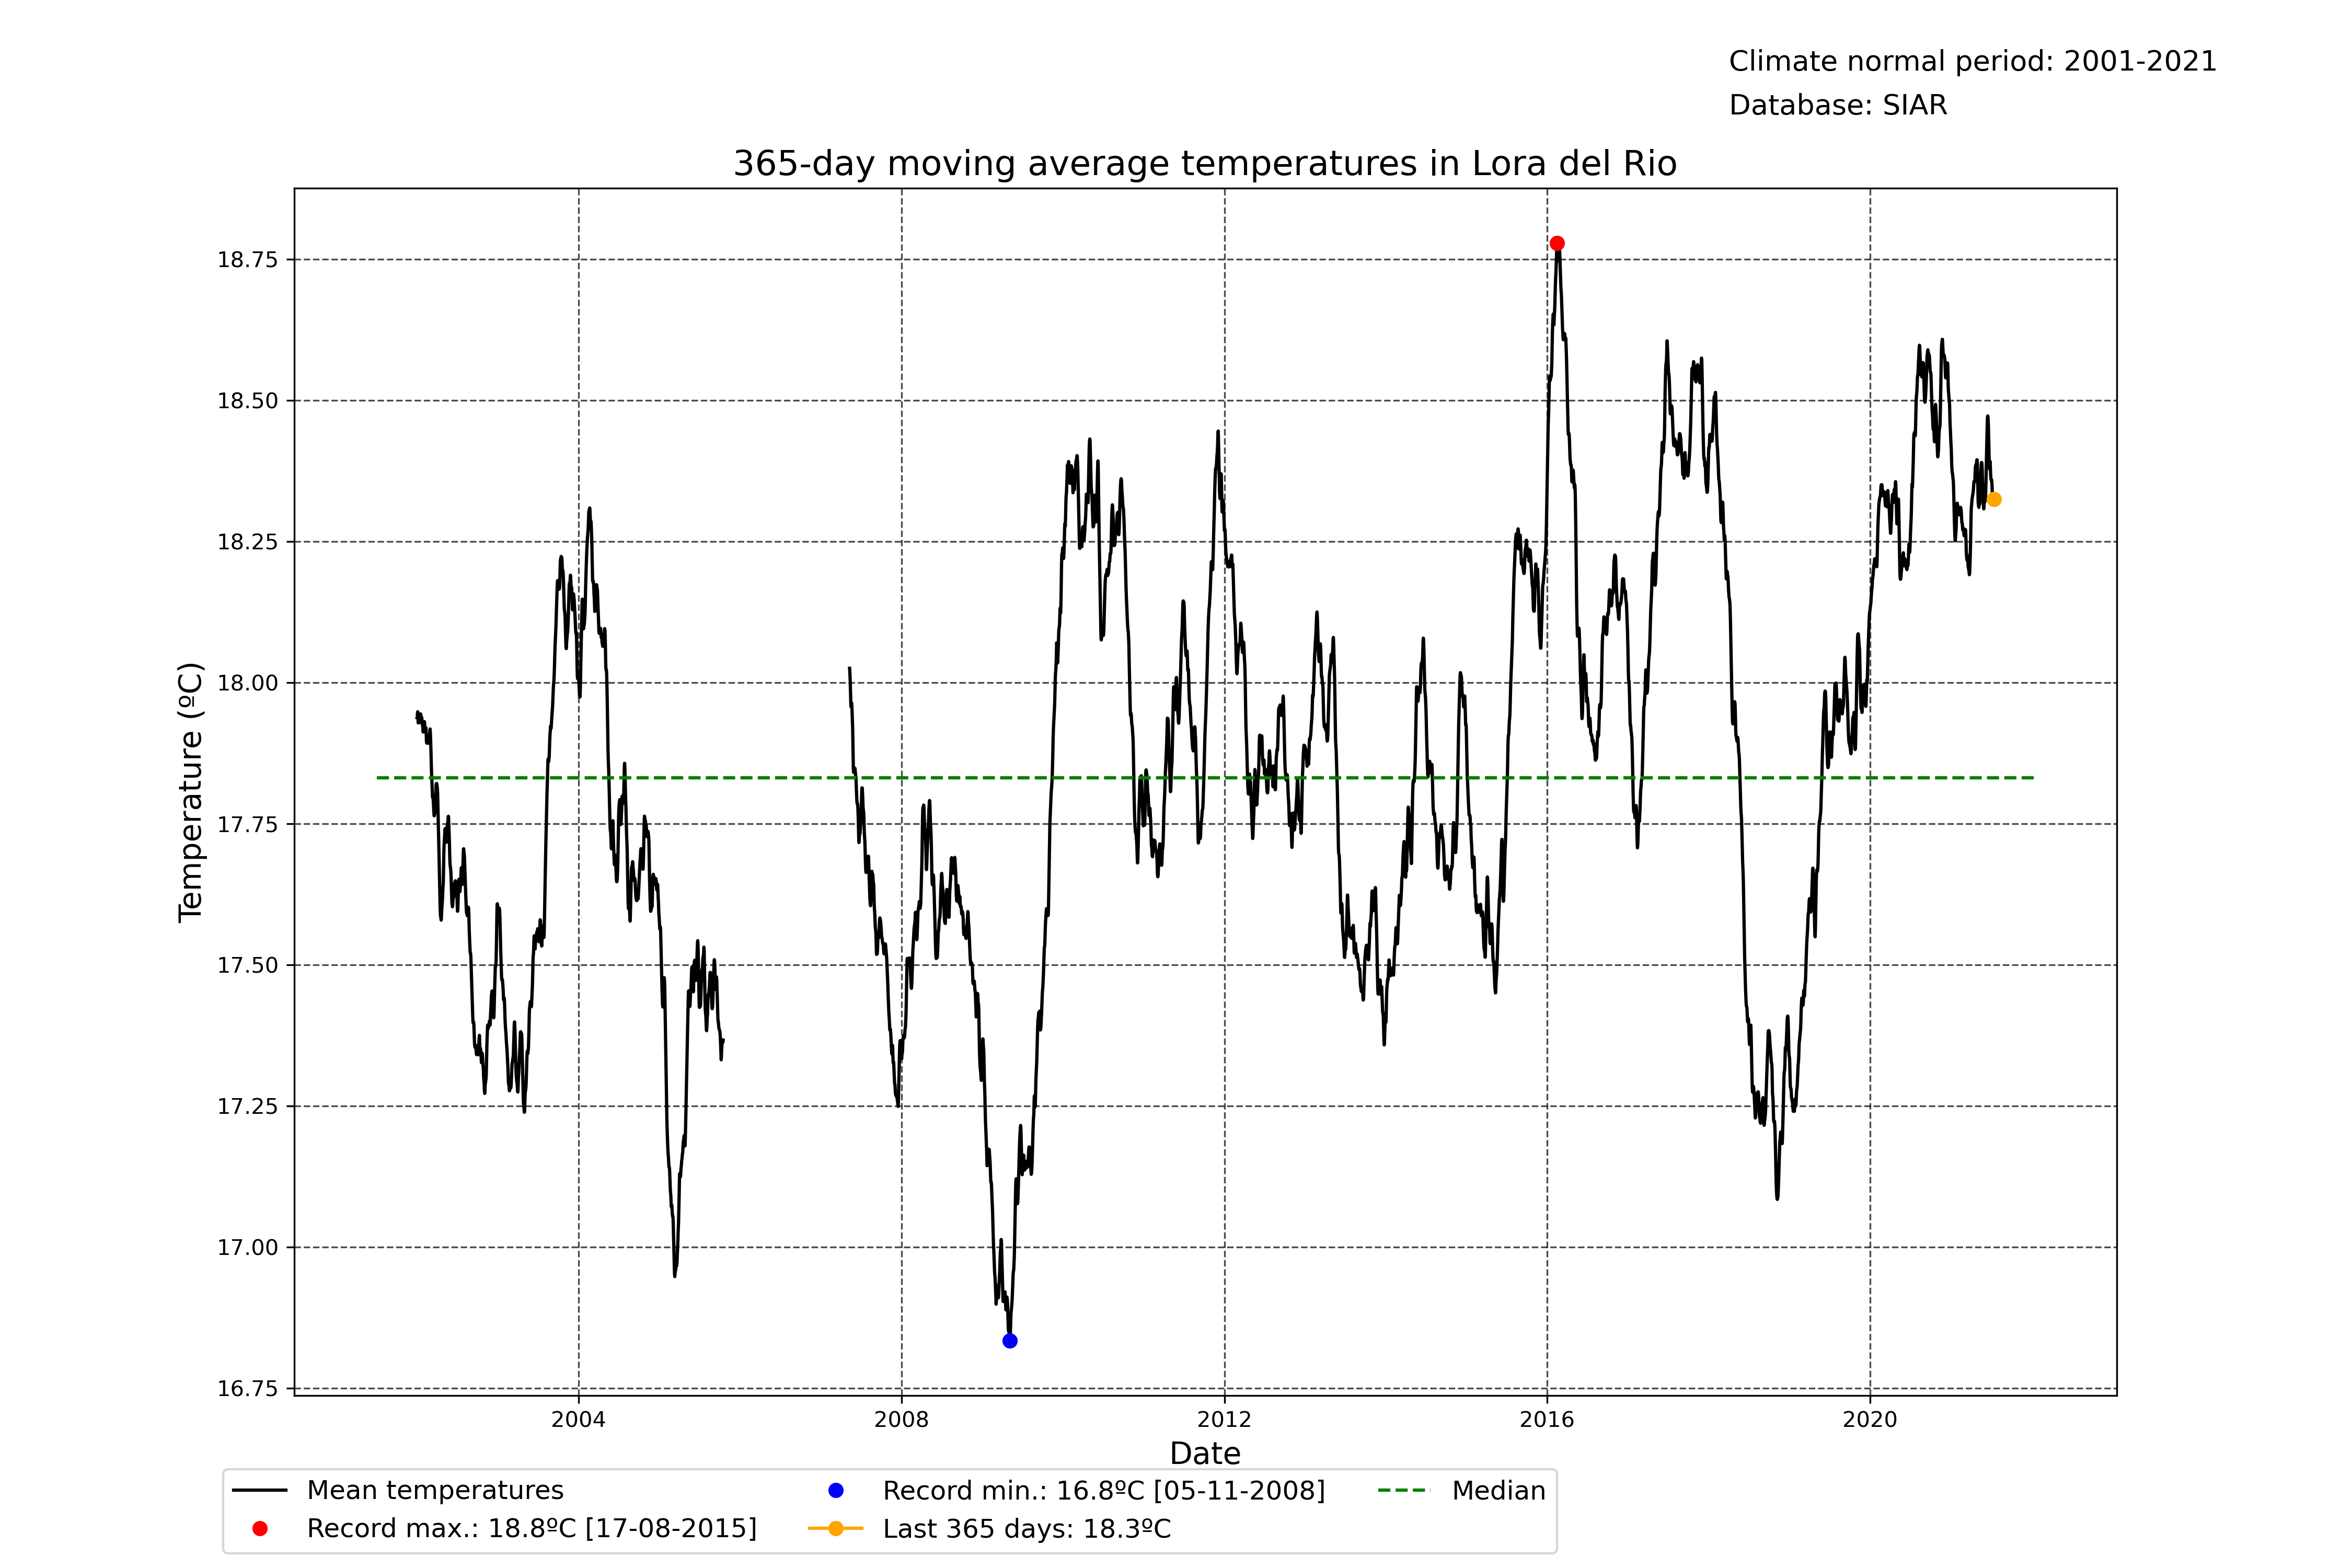 Climate normal period: 2001-2021
Database: SIAR
365-day moving average temperatures in Lora del Rio
Temperature (ºC)
18.75
18.50
18.25
18.00
17.75
17.50
17.25
17.00
16.75
2004 2008 2012 2016 2020
Date
Mean temperatures
Record max.: 18.8ºC [17-08-2015]
Record min.: 16.8ºC [05-11-2008]
Last 365 days: 18.3ºC
Median